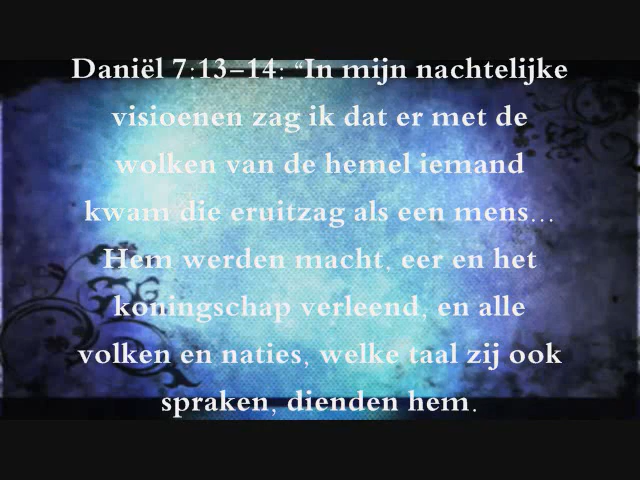 Daniël 7:13-14: “In mijn nachtelijke
visioenen zag ik dat er met de
wolken van de hemel iemand
kwam die eruitzag als een mens...
Hem werden macht, eer en het
koningschap verleend, en alle
volken en naties, welke taal zij ook
spraken, dienden hem.